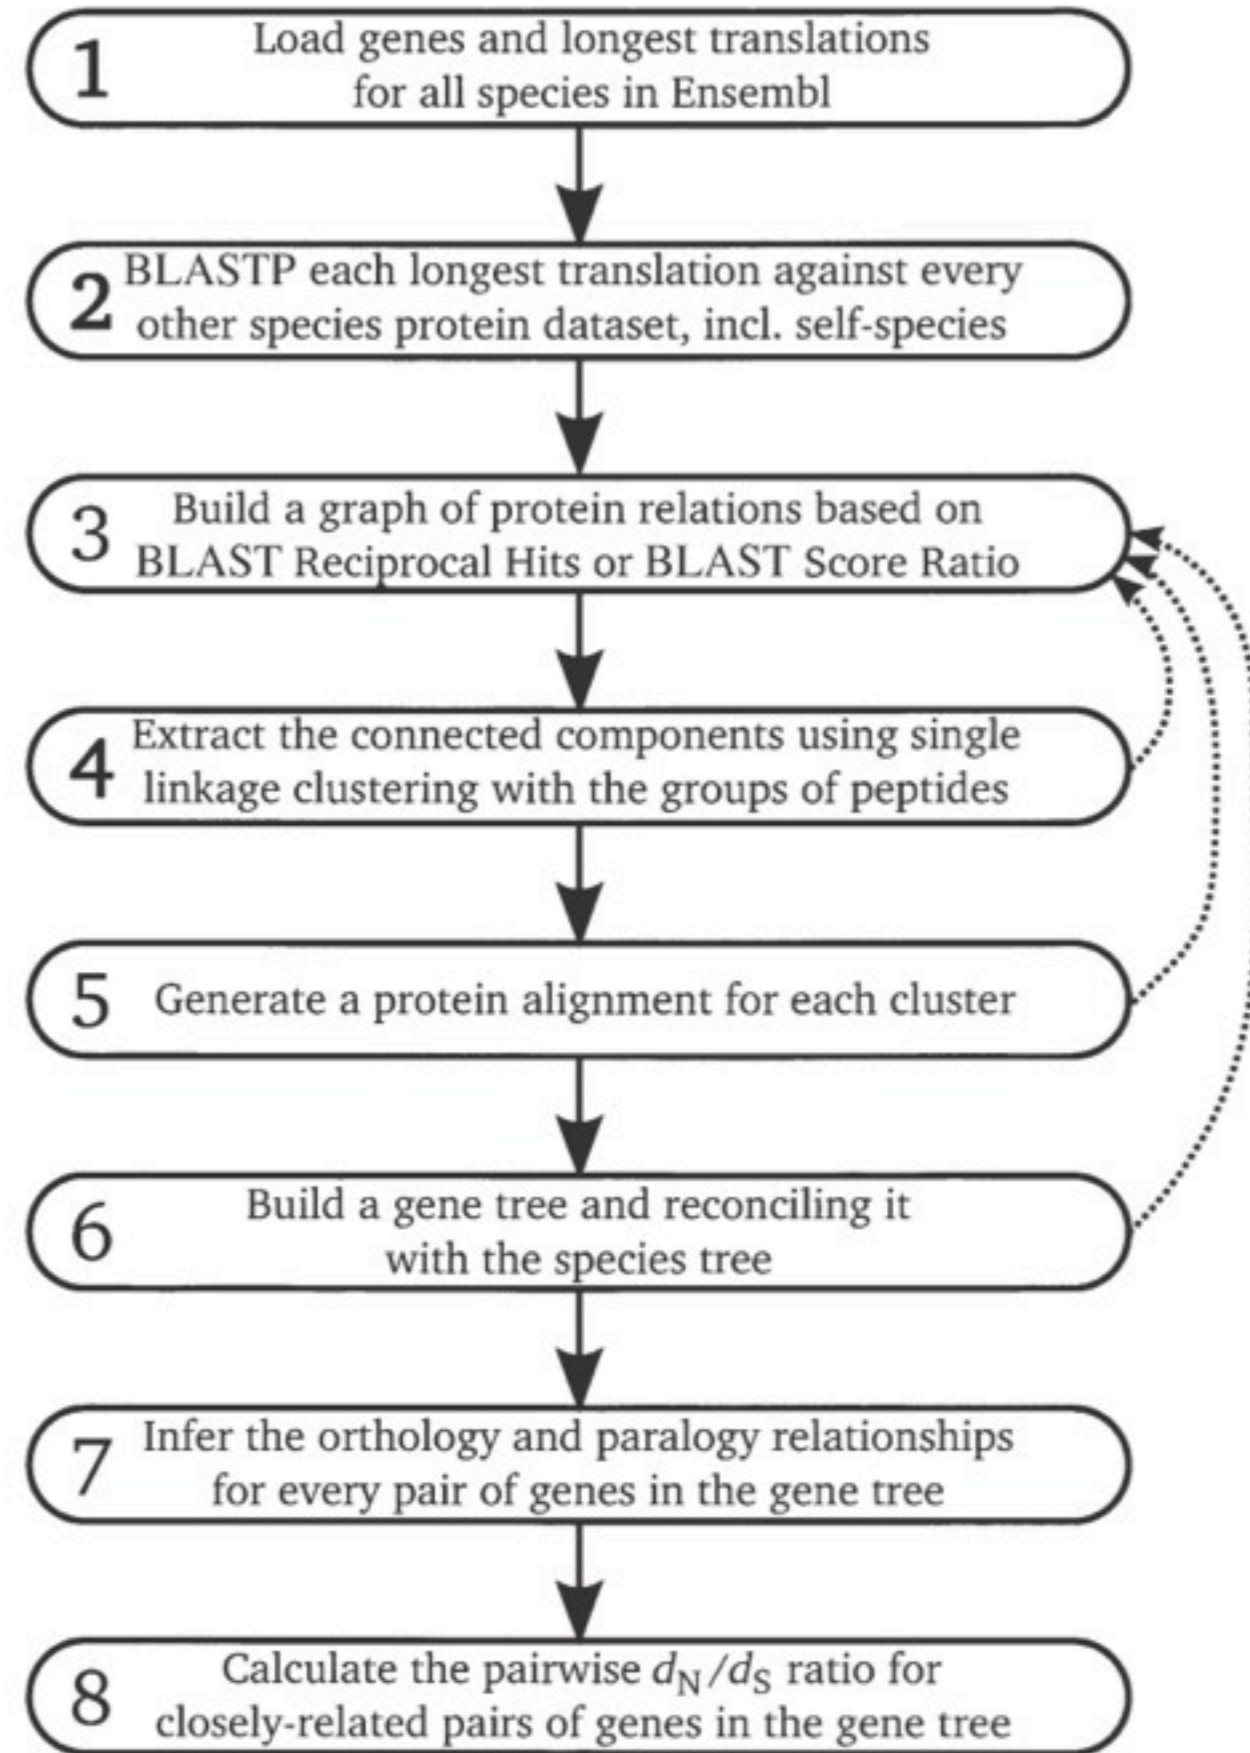 1 Load genes and longest translations
for all species in Ensembl
2 BLASTP each longest translation against every
other species protein dataset, incl. self-species
3 Build a graph of protein relations based on
BLAST Reciprocal Hits or BLAST Score Ratio
4 Extract the connected components using single
linkage clustering with the groups of peptides
5 Generate a protein alignment for each cluster
6 Build a gene tree and reconciling it
with the species tree
7 Infer the orthology and paralogy relationships
for every pair of genes in the gene tree
8 Calculate the pairwise dN/dS ratio for
closely-related pairs of genes in the gene tree